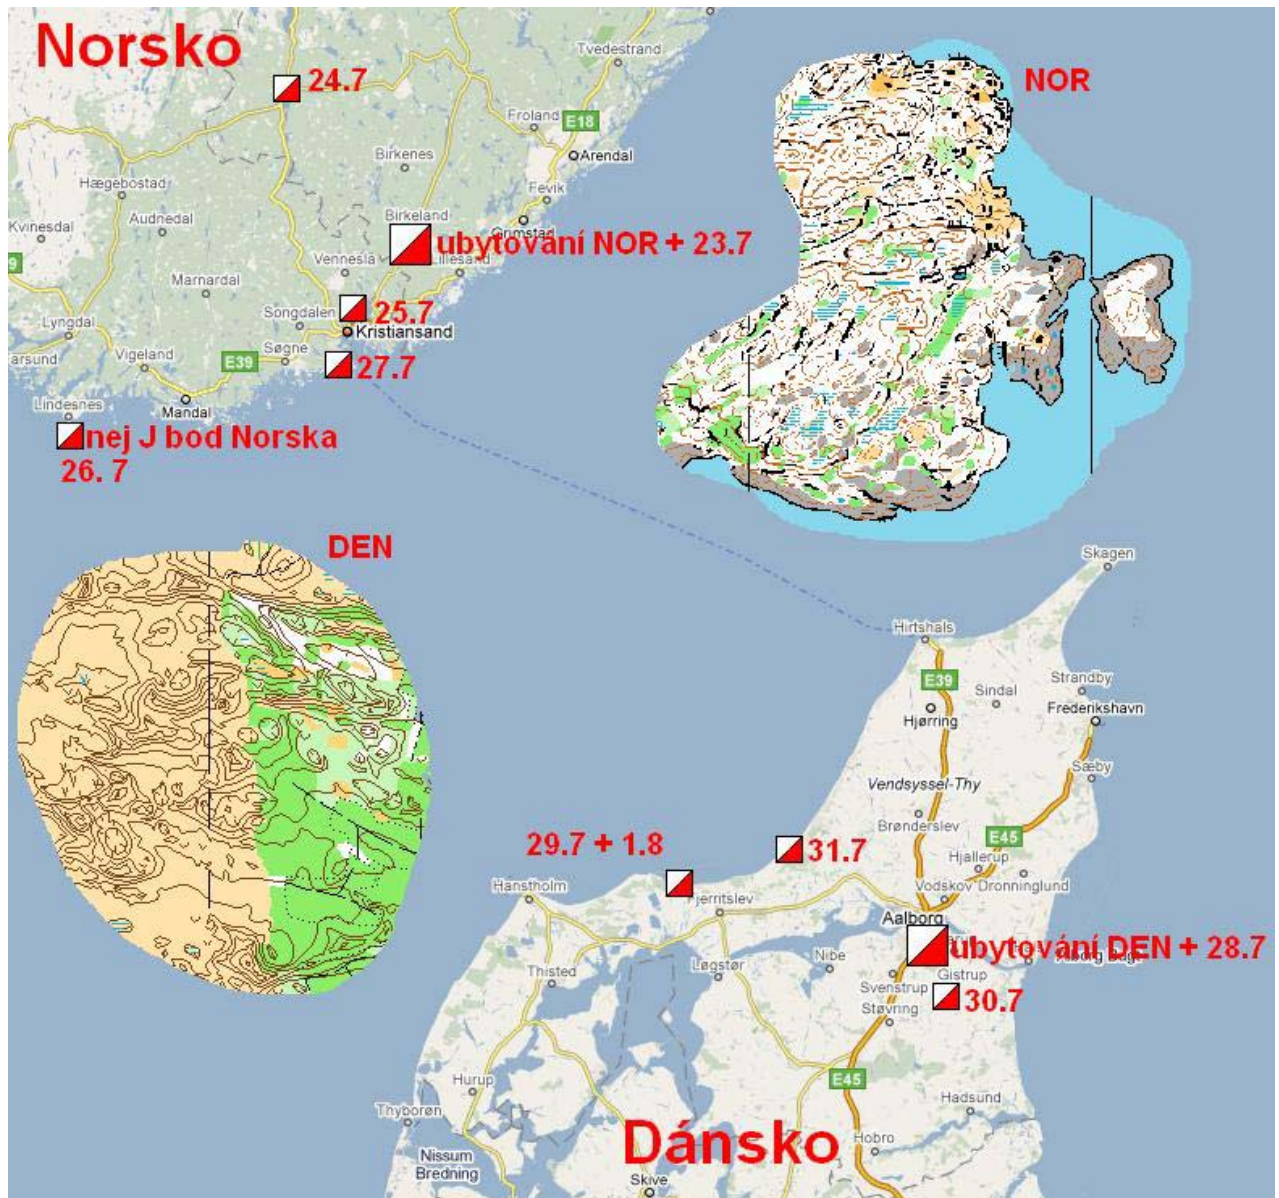 Norsko
24.7
Tvedestrand
NOR
Froland
E18
Birkenes
Arendal
Hægebostad
Fevik
Kvinesdal
Audnedal
Birkeland
Grimstad
ubytování NOR + 23.7
9
Vennesla
Lillesand
Marnardal
Songdalen
25.7
Lyngdal
Kristiansand
arsund
Vigeland
E39
Søgne
27.7
Lindesnes
Mandal
nej J bod Norska
26. 7
DEN
Skagen
Hirtshals
E39
Sindal
Strandby
Hjørring
Frederikshavn
Sæby
Vendsyssel-Thy
Brønderslev
E45
29.7 + 1.8
31.7
Hjallerup
Hanstholm
Vodskov
Dronninglund
Fjerritslev
Aalborg
ubytování DEN + 28.7
Nibe
Løgstør
Thisted
Gistrup
Svenstrup
30.7
Støvring
E45
Hurup
Hadsund
Thyborøn
Dánsko
Hobro
Nissum
Bredning
Skive